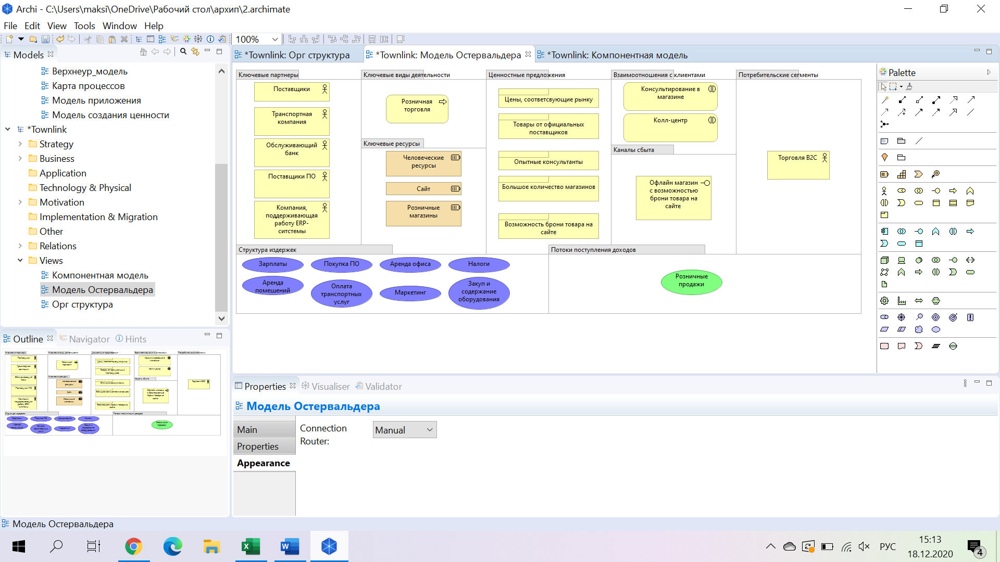 Archi - C:\Users\maksi\OneDrive\Рабочий стол\архип\2.archimate
File Edit View Tools Window Help
100%
Models
Верхнеур_модель
Карта процессов
Модель приложения
Модель создания ценности
*Townlink
Strategy
Business
Application
Technology & Physical
Motivation
Implementation & Migration
Other
Relations
Views
Компонентная модель
Модель Остервальдера
Орг структура
*Townlink: Орг структура
*Townlink: Модель Остервальдера
*Townlink: Компонентная модель
Ключевые партнеры
Поставщики
Транспортная
компания
Обслуживающий
банк
Поставщики ПО
Компания,
поддерживающая
работу ERP-
ситстемы
Ключевые виды деятельности
Розничная
торговля
Ключевые ресурсы
Человеческие
ресурсы
Сайт
Розничные
магазины
Ценностные предложения
Цены, соответсвующие рынку
Товары от официальных
поставщиков
Опытные консультанты
Большое количество магазинов
Возможность брони товара на
сайте
Взаимоотношения с клиентами
Консультирование в
магазине
Колл-центр
Каналы сбыта
Офлайн магазин
с возможностью
брони товара на
сайте
Потребительские сегменты
Торговля B2C
Структура издержек
Зарплаты
Покупка ПО
Аренда офиса
Налоги
Аренда
помещений
Оплата
транспортных
услуг
Маркетинг
Закуп и
содержание
оборудования
Потоки поступления доходов
Розничные
продажи
Palette
Outline Navigator Hints
Properties Visualiser Validator
Модель Остервальдера
Main
Properties
Appearance
Connection
Router:
Manual
Модель Остервальдера
РУС
15:13
18.12.2020
4